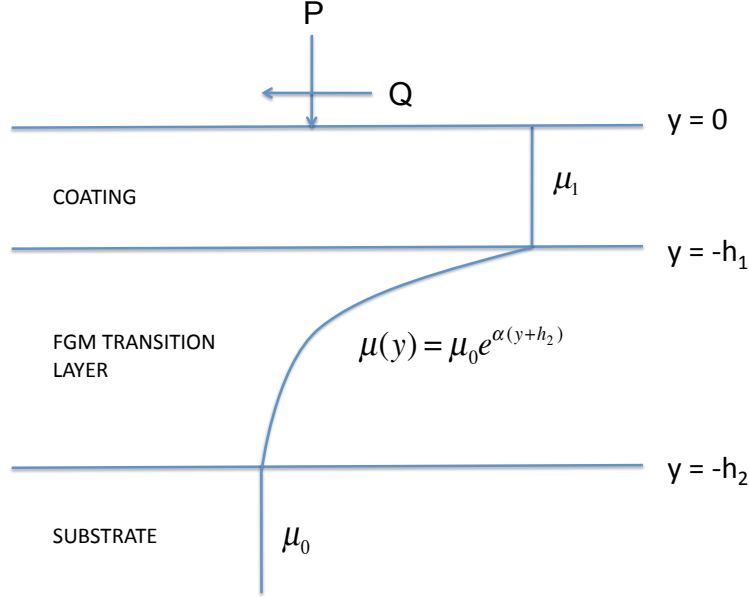 P
Q
y = 0
COATING
μ₁
y = -h₁
FGM TRANSITION
LAYER
μ(y) = μ₀e^{α(y+h₂)}
y = -h₂
SUBSTRATE
μ₀